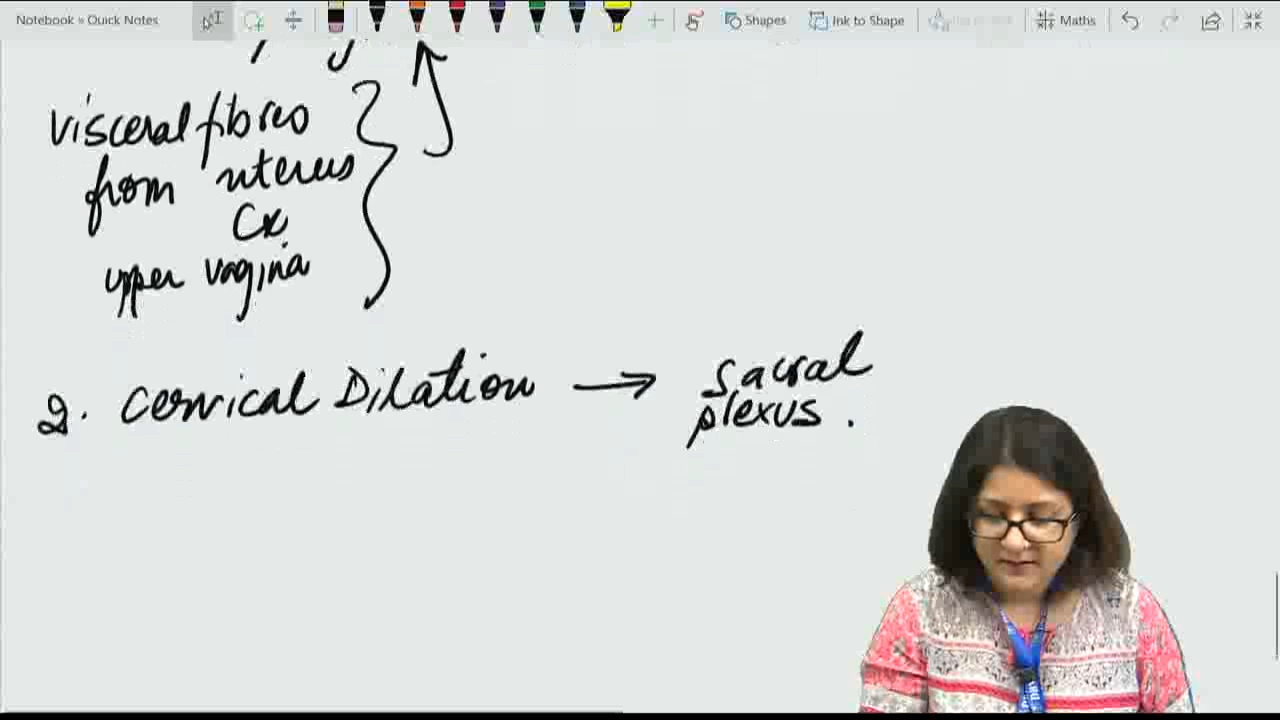 Notebook » Quick Notes
Shapes
Ink to Shape
Maths
visceral fibres
from uterus
Cx
upper vagina
2. Cervical Dilation → sacral
plexus.